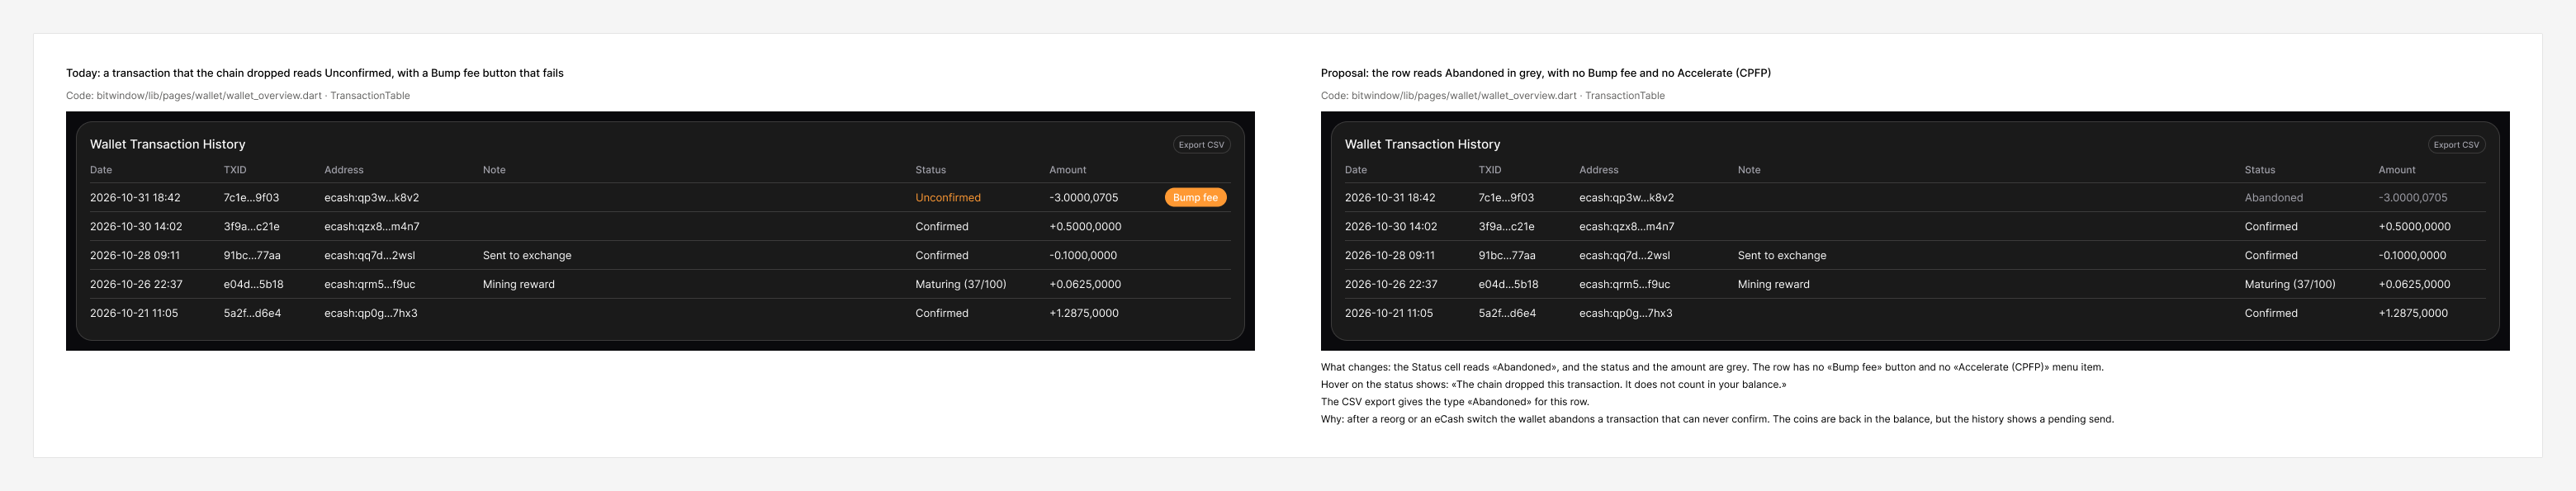 Today: a transaction that the chain dropped reads Unconfirmed, with a Bump fee button that fails
Code: bitwindow/lib/pages/wallet/wallet_overview.dart · TransactionTable
Wallet Transaction History
Export CSV
Date TXID Address Note Status Amount
2026-10-31 18:42 7c1e...9f03 ecash:qp3w...k8v2 Unconfirmed -3.0000,0705 Bump fee
2026-10-30 14:02 3f9a...c21e ecash:qzx8...m4n7 Confirmed +0.5000,0000
2026-10-28 09:11 91bc...77aa ecash:qq7d...2wsl Sent to exchange Confirmed -0.1000,0000
2026-10-26 22:37 e04d...5b18 ecash:qrm5...f9uc Mining reward Maturing (37/100) +0.0625,0000
2026-10-21 11:05 5a2f...d6e4 ecash:qp0g...7hx3 Confirmed +1.2875,0000
Proposal: the row reads Abandoned in grey, with no Bump fee and no Accelerate (CPFP)
Code: bitwindow/lib/pages/wallet/wallet_overview.dart · TransactionTable
Wallet Transaction History
Export CSV
Date TXID Address Note Status Amount
2026-10-31 18:42 7c1e...9f03 ecash:qp3w...k8v2 Abandoned -3.0000,0705
2026-10-30 14:02 3f9a...c21e ecash:qzx8...m4n7 Confirmed +0.5000,0000
2026-10-28 09:11 91bc...77aa ecash:qq7d...2wsl Sent to exchange Confirmed -0.1000,0000
2026-10-26 22:37 e04d...5b18 ecash:qrm5...f9uc Mining reward Maturing (37/100) +0.0625,0000
2026-10-21 11:05 5a2f...d6e4 ecash:qp0g...7hx3 Confirmed +1.2875,0000
What changes: the Status cell reads «Abandoned», and the status and the amount are grey. The row has no «Bump fee» button and no «Accelerate (CPFP)» menu item.
Hover on the status shows: «The chain dropped this transaction. It does not count in your balance.»
The CSV export gives the type «Abandoned» for this row.
Why: after a reorg or an eCash switch the wallet abandons a transaction that can never confirm. The coins are back in the balance, but the history shows a pending send.